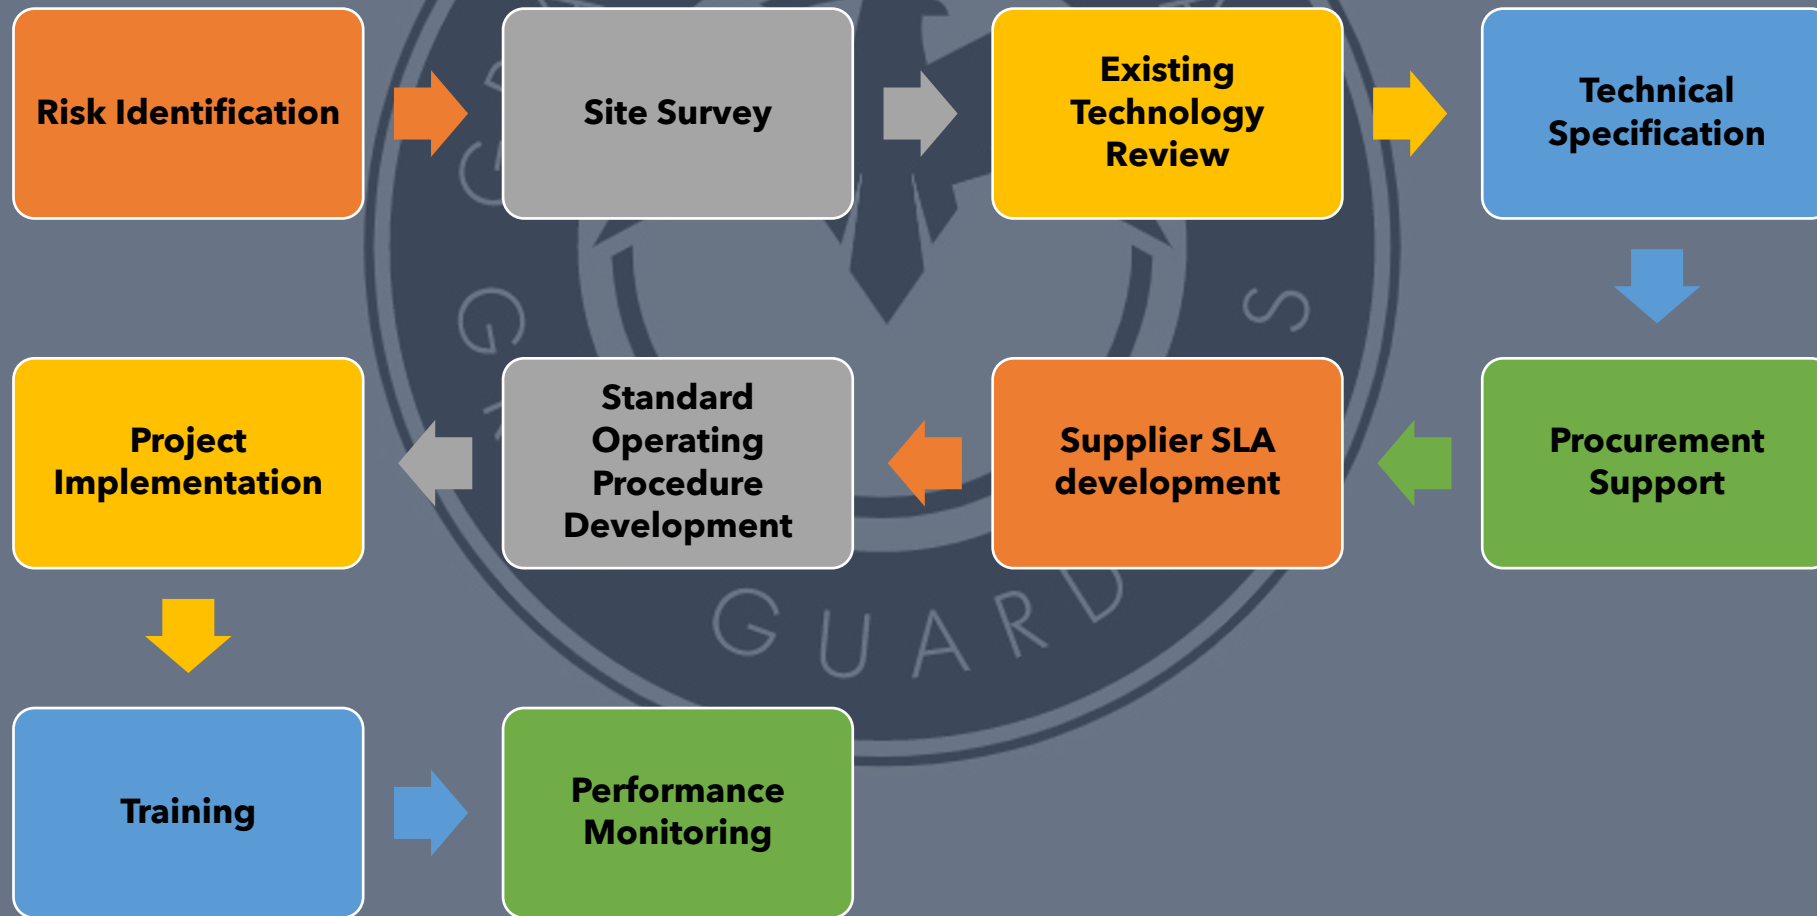 Risk Identification
Site Survey
Existing
Technology
Review
Technical
Specification
Procurement
Support
Supplier SLA
development
Standard
Operating
Procedure
Development
Project
Implementation
Training
Performance
Monitoring
GUARD
S